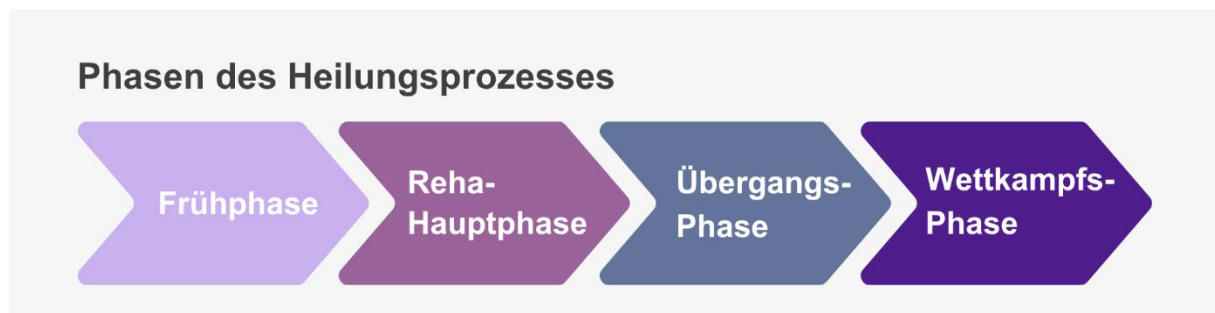 Phasen des Heilungsprozesses
Frühphase
Reha-
Hauptphase
Übergangs-
Phase
Wettkampfs-
Phase